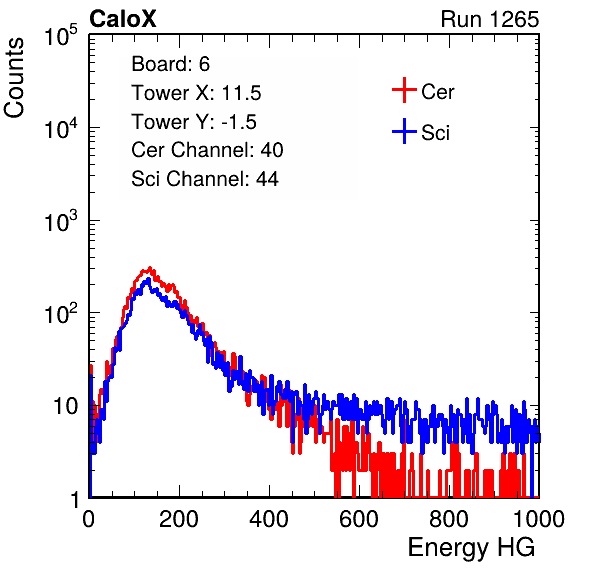 CaloX Run 1265
Counts
10^5
10^4
10^3
10^2
10
1
Board: 6
Tower X: 11.5
Tower Y: -1.5
Cer Channel: 40
Sci Channel: 44
Cer
Sci
0 200 400 600 800 1000
Energy HG